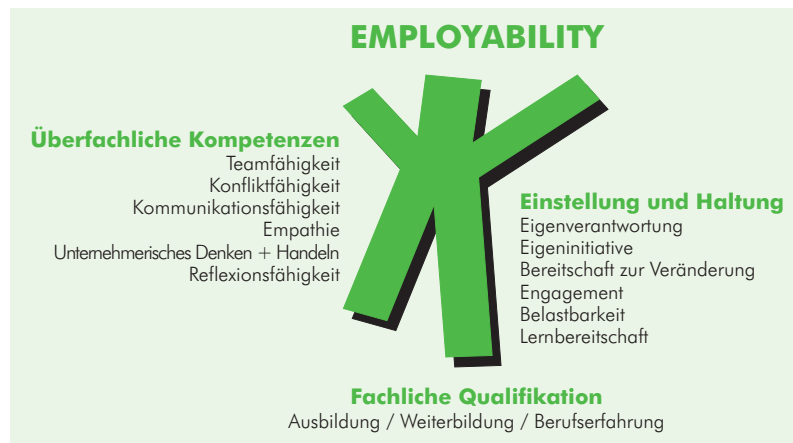 EMPLOYABILITY
Überfachliche Kompetenzen
Teamfähigkeit
Konfliktfähigkeit
Kommunikationsfähigkeit
Empathie
Unternehmerisches Denken + Handeln
Reflexionsfähigkeit
Einstellung und Haltung
Eigenverantwortung
Eigeninitiative
Bereitschaft zur Veränderung
Engagement
Belastbarkeit
Lernbereitschaft
Fachliche Qualifikation
Ausbildung / Weiterbildung / Berufserfahrung